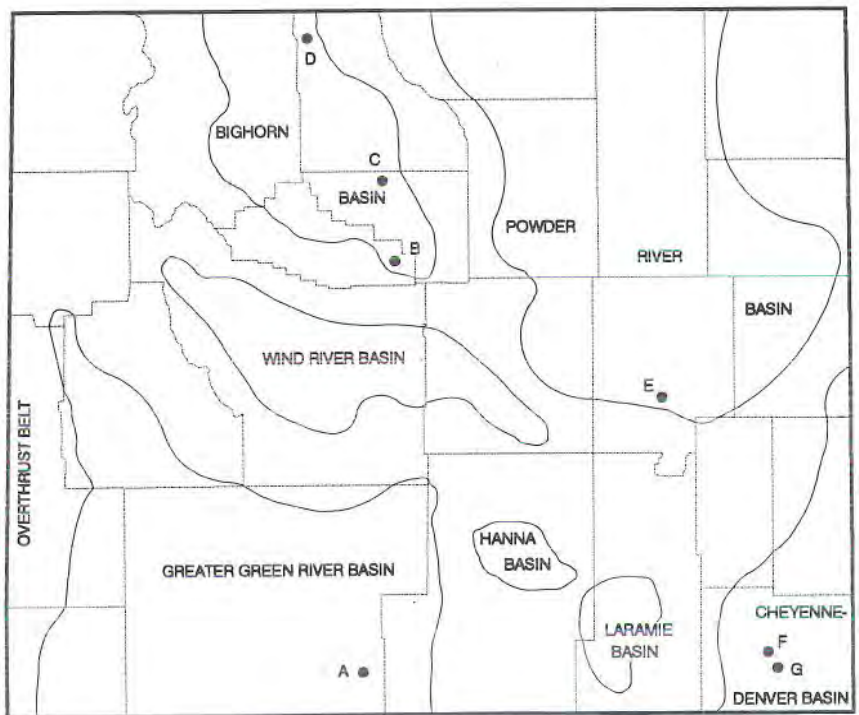 D
BIGHORN
C
BASIN
B
POWDER
RIVER
BASIN
WIND RIVER BASIN
E
OVERTHRUST BELT
HANNA
BASIN
GREATER GREEN RIVER BASIN
CHEYENNE-
LARAMIE
BASIN
F
A
G
DENVER BASIN